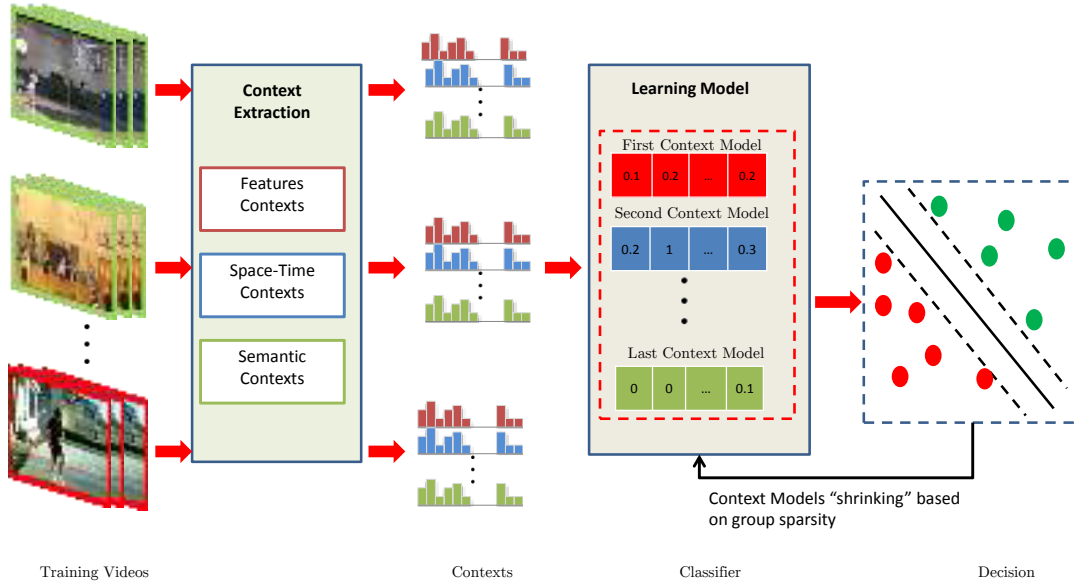 Context
Extraction
Features
Contexts
Space-Time
Contexts
Semantic
Contexts
Learning Model
First Context Model
0.1 0.2 ... 0.2
Second Context Model
0.2 1 ... 0.3
Last Context Model
0 0 ... 0.1
Context Models “shrinking” based
on group sparsity
Training Videos Contexts Classifier Decision